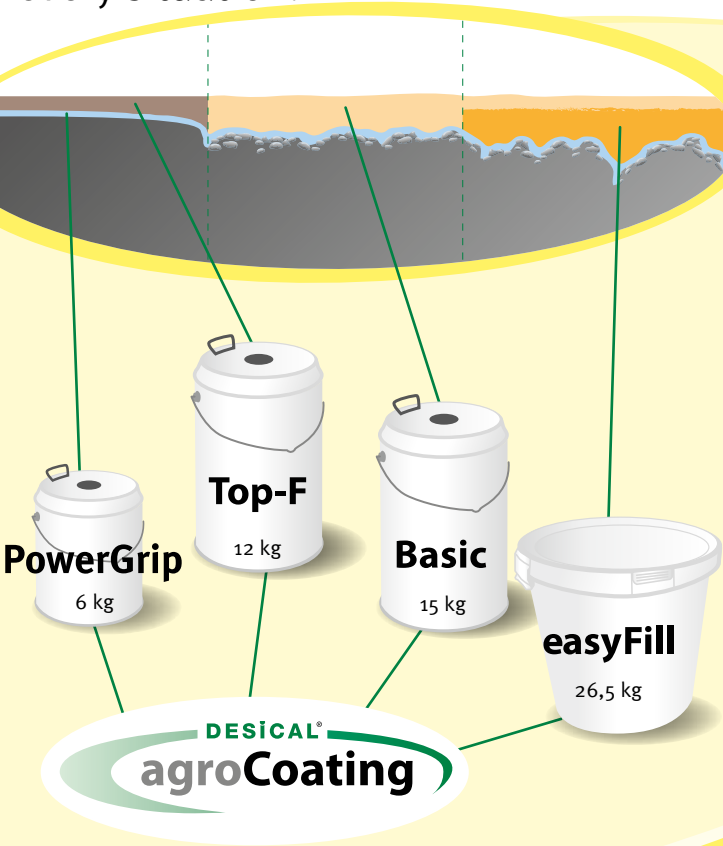 Top-F
12 kg
PowerGrip
6 kg
Basic
15 kg
easyFill
26,5 kg
DESiCAL®
agroCoating